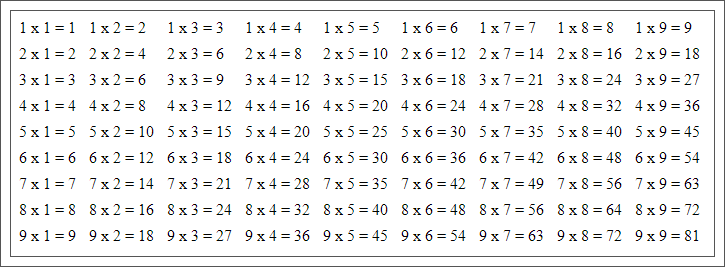 1 x 1 = 1 1 x 2 = 2 1 x 3 = 3 1 x 4 = 4 1 x 5 = 5 1 x 6 = 6 1 x 7 = 7 1 x 8 = 8 1 x 9 = 9
2 x 1 = 2 2 x 2 = 4 2 x 3 = 6 2 x 4 = 8 2 x 5 = 10 2 x 6 = 12 2 x 7 = 14 2 x 8 = 16 2 x 9 = 18
3 x 1 = 3 3 x 2 = 6 3 x 3 = 9 3 x 4 = 12 3 x 5 = 15 3 x 6 = 18 3 x 7 = 21 3 x 8 = 24 3 x 9 = 27
4 x 1 = 4 4 x 2 = 8 4 x 3 = 12 4 x 4 = 16 4 x 5 = 20 4 x 6 = 24 4 x 7 = 28 4 x 8 = 32 4 x 9 = 36
5 x 1 = 5 5 x 2 = 10 5 x 3 = 15 5 x 4 = 20 5 x 5 = 25 5 x 6 = 30 5 x 7 = 35 5 x 8 = 40 5 x 9 = 45
6 x 1 = 6 6 x 2 = 12 6 x 3 = 18 6 x 4 = 24 6 x 5 = 30 6 x 6 = 36 6 x 7 = 42 6 x 8 = 48 6 x 9 = 54
7 x 1 = 7 7 x 2 = 14 7 x 3 = 21 7 x 4 = 28 7 x 5 = 35 7 x 6 = 42 7 x 7 = 49 7 x 8 = 56 7 x 9 = 63
8 x 1 = 8 8 x 2 = 16 8 x 3 = 24 8 x 4 = 32 8 x 5 = 40 8 x 6 = 48 8 x 7 = 56 8 x 8 = 64 8 x 9 = 72
9 x 1 = 9 9 x 2 = 18 9 x 3 = 27 9 x 4 = 36 9 x 5 = 45 9 x 6 = 54 9 x 7 = 63 9 x 8 = 72 9 x 9 = 81